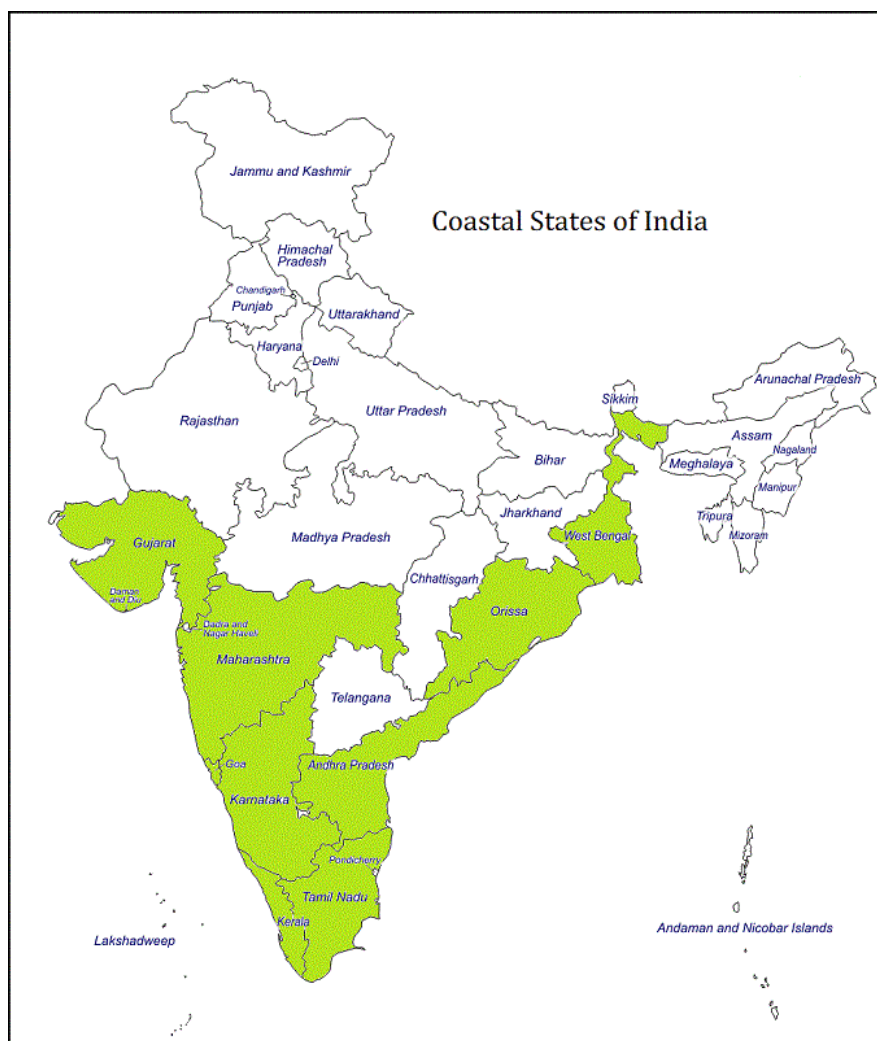 Jammu and Kashmir
Coastal States of India
Himachal
Pradesh
Chandigarh
Punjab
Uttarakhand
Haryana
Delhi
Arunachal Pradesh
Sikkim
Uttar Pradesh
Rajasthan
Assam
Nagaland
Bihar
Meghalaya
Manipur
Jharkhand
Tripura
Mizoram
West Bengal
Gujarat
Madhya Pradesh
Chhattisgarh
Daman
and Diu
Orissa
Dadra and
Nagar Haveli
Maharashtra
Telangana
Goa
Andhra Pradesh
Karnataka
Pondicherry
Tamil Nadu
Kerala
Lakshadweep
Andaman and Nicobar Islands